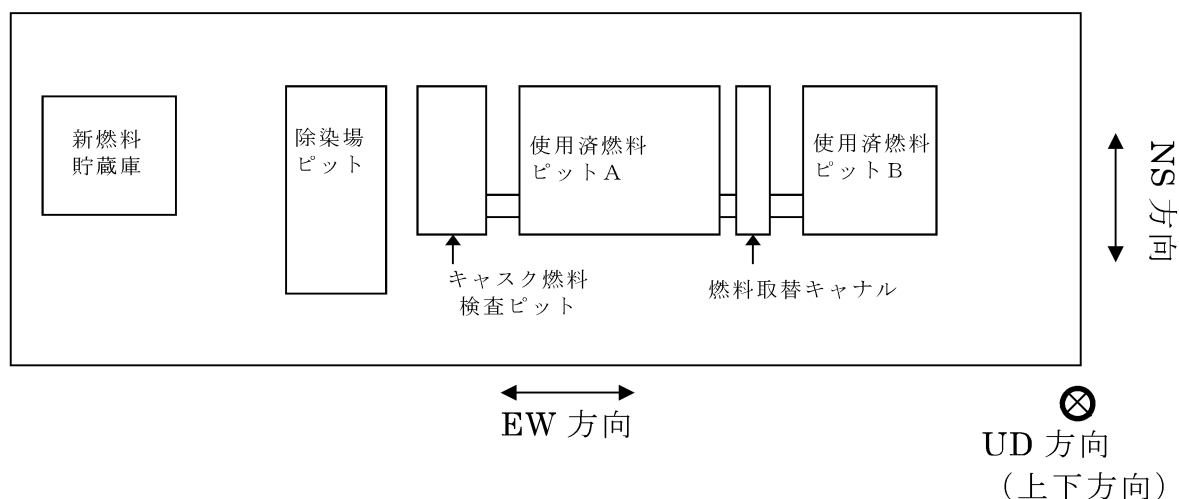 新燃料
貯蔵庫
除染場
ピット
使用済燃料
ピットA
使用済燃料
ピットB
キャスク燃料
検査ピット
燃料取替キャナル
NS方向
EW 方向
UD 方向
（上下方向）